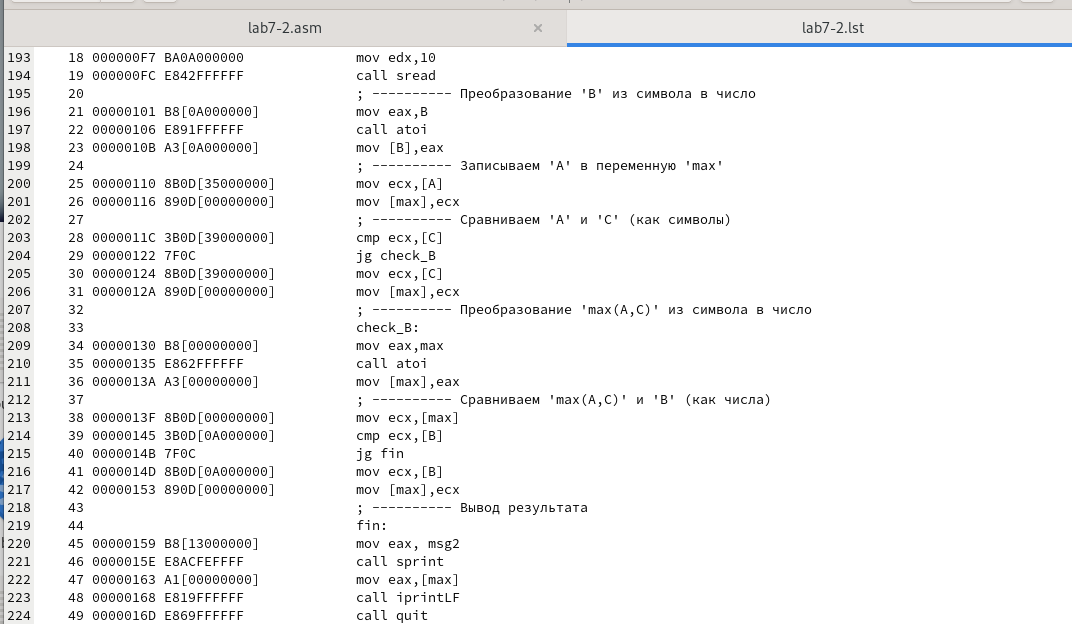 lab7-2.asm × lab7-2.lst
193 18 000000F7 BA0A000000 mov edx,10
194 19 000000FC E842FFFFFF call sread
195 20 ; ---------- Преобразование 'B' из символа в число
196 21 00000101 B8[0A000000] mov eax,B
197 22 00000106 E891FFFFFF call atoi
198 23 0000010B A3[0A000000] mov [B],eax
199 24 ; ---------- Записываем 'A' в переменную 'max'
200 25 00000110 8B0D[35000000] mov ecx,[A]
201 26 00000116 890D[00000000] mov [max],ecx
202 27 ; ---------- Сравниваем 'A' и 'С' (как символы)
203 28 0000011C 3B0D[39000000] cmp ecx,[C]
204 29 00000122 7F0C jg check_B
205 30 00000124 8B0D[39000000] mov ecx,[C]
206 31 0000012A 890D[00000000] mov [max],ecx
207 32 ; ---------- Преобразование 'max(A,C)' из символа в число
208 33 check_B:
209 34 00000130 B8[00000000] mov eax,max
210 35 00000135 E862FFFFFF call atoi
211 36 0000013A A3[00000000] mov [max],eax
212 37 ; ---------- Сравниваем 'max(A,C)' и 'B' (как числа)
213 38 0000013F 8B0D[00000000] mov ecx,[max]
214 39 00000145 3B0D[0A000000] cmp ecx,[B]
215 40 0000014B 7F0C jg fin
216 41 0000014D 8B0D[0A000000] mov ecx,[B]
217 42 00000153 890D[00000000] mov [max],ecx
218 43 ; ---------- Вывод результата
219 44 fin:
220 45 00000159 B8[13000000] mov eax, msg2
221 46 0000015E E8ACFEFFFF call sprint
222 47 00000163 A1[00000000] mov eax,[max]
223 48 00000168 E819FFFFFF call iprintLF
224 49 0000016D E869FFFFFF call quit